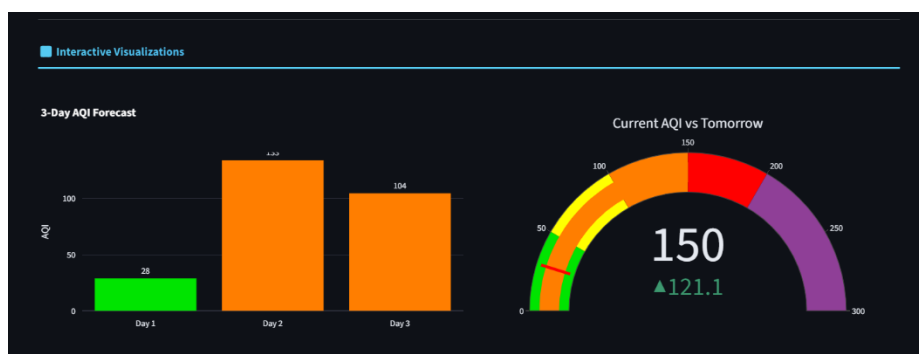 Interactive Visualizations
3-Day AQI Forecast
AQI
100
50
0
28
104
Day 1
Day 2
Day 3
Current AQI vs Tomorrow
0
50
100
150
200
250
300
150
▲121.1